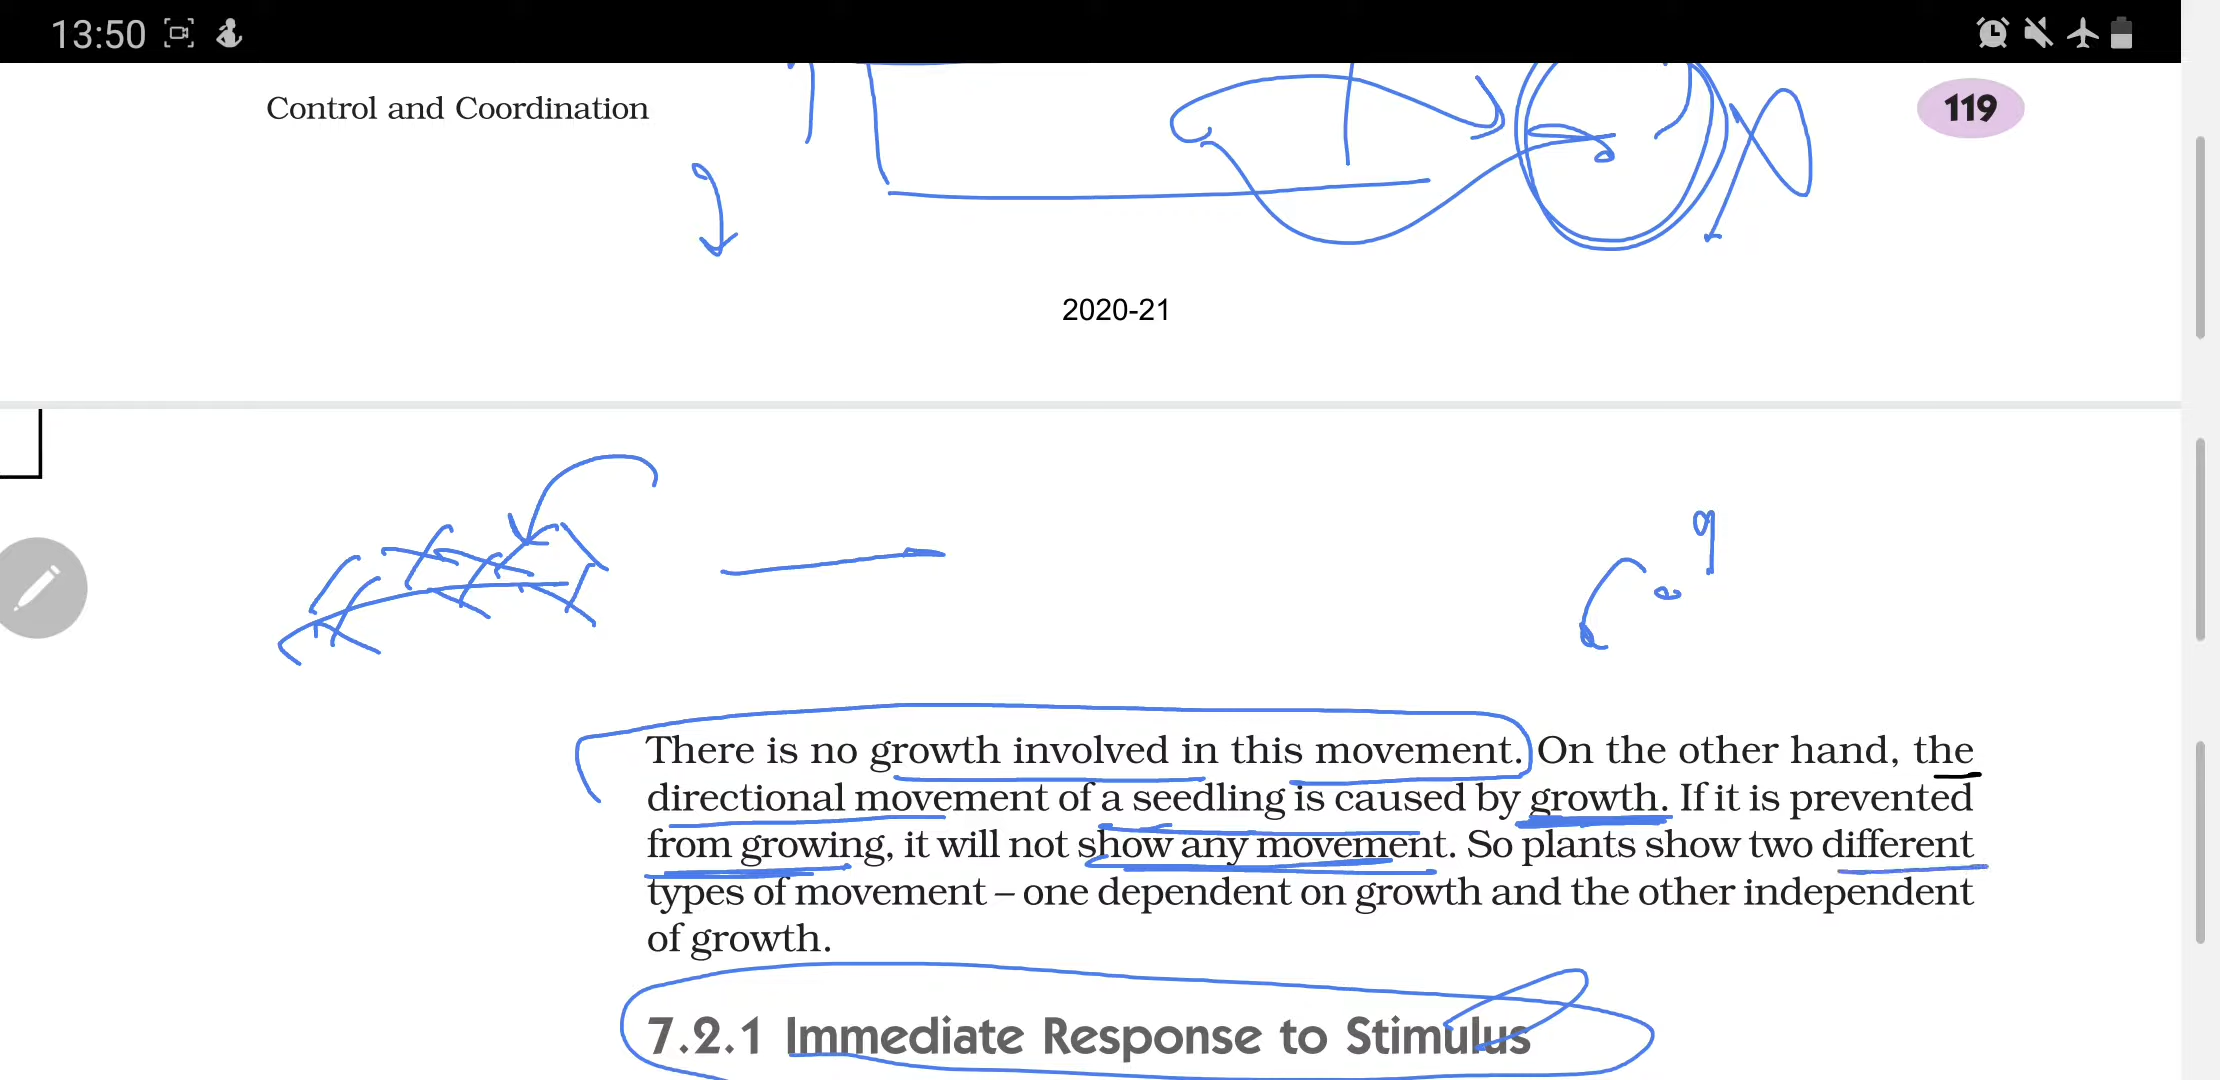 13:50
Control and Coordination
119
2020-21
There is no growth involved in this movement. On the other hand, the
directional movement of a seedling is caused by growth. If it is prevented
from growing, it will not show any movement. So plants show two different
types of movement – one dependent on growth and the other independent
of growth.
7.2.1 Immediate Response to Stimulus